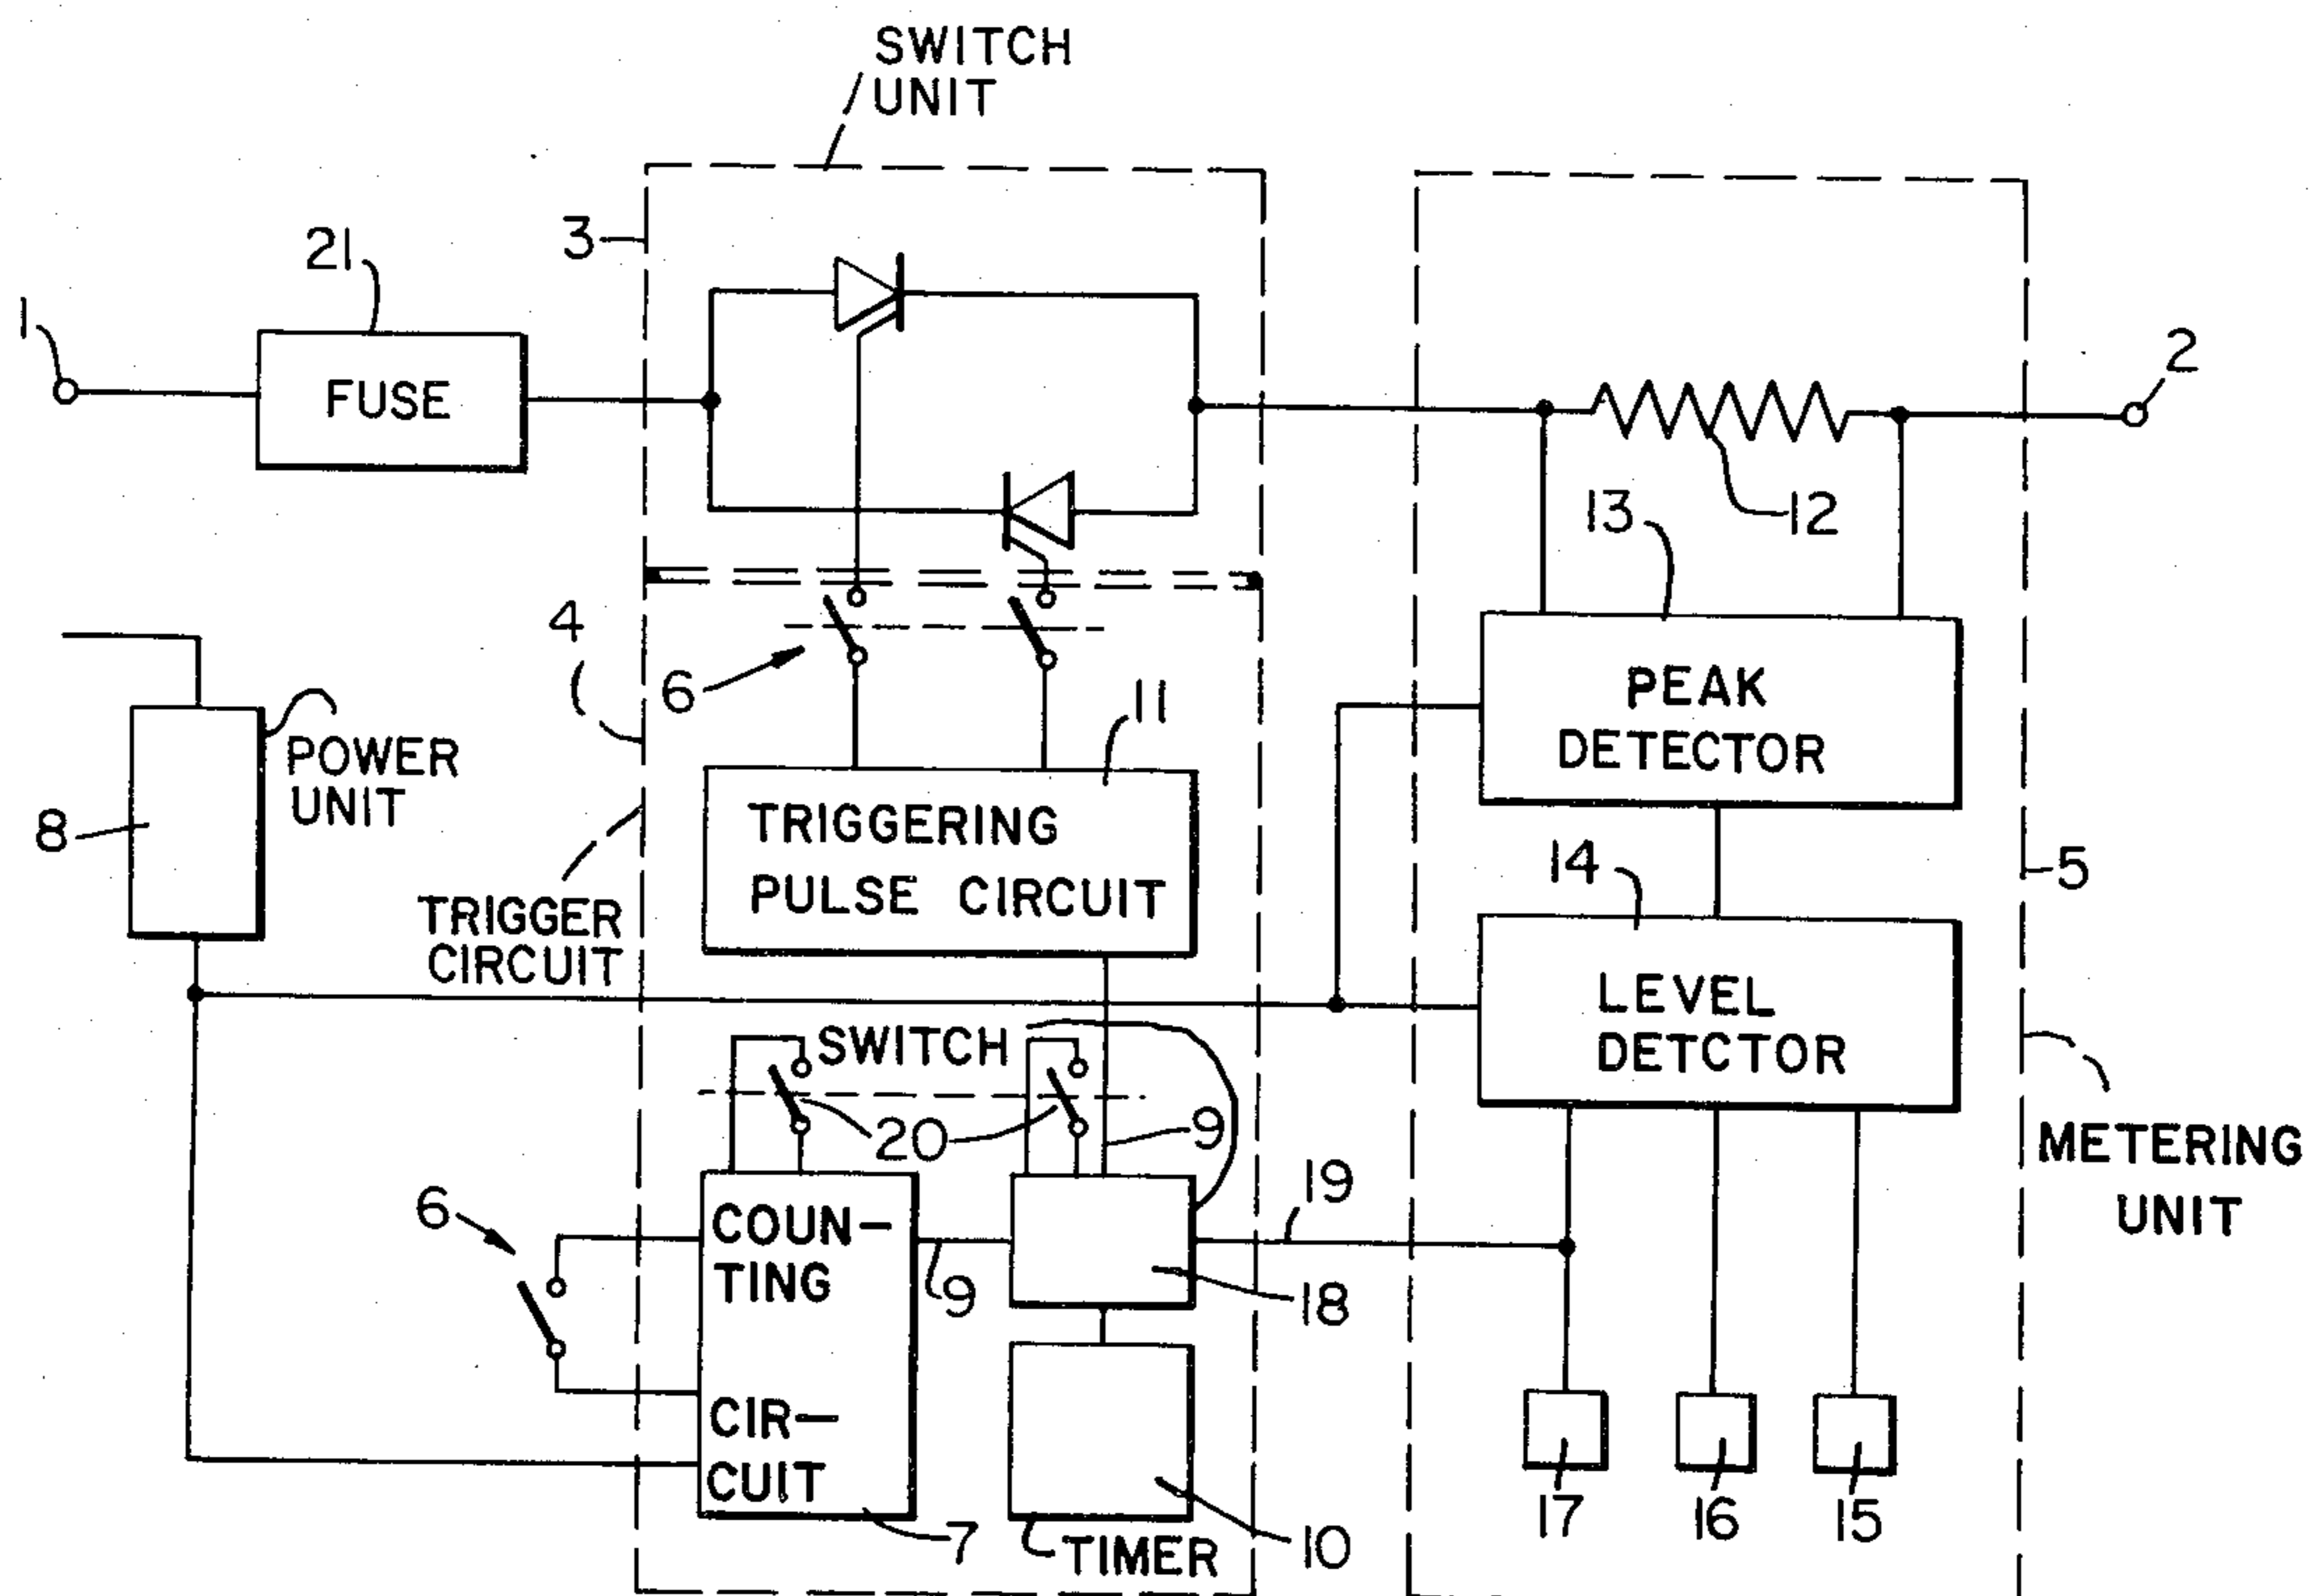 SWITCH
UNIT
3
21
1
FUSE
2
12
13
4
6
11
PEAK
DETECTOR
POWER
UNIT
8
TRIGGERING
PULSE CIRCUIT
14
5
TRIGGER
CIRCUIT
LEVEL
DETCTOR
SWITCH
20
9
METERING
UNIT
19
6
COUN-
TING
9
18
CIR-
CUIT
7
TIMER
10
17
16
15